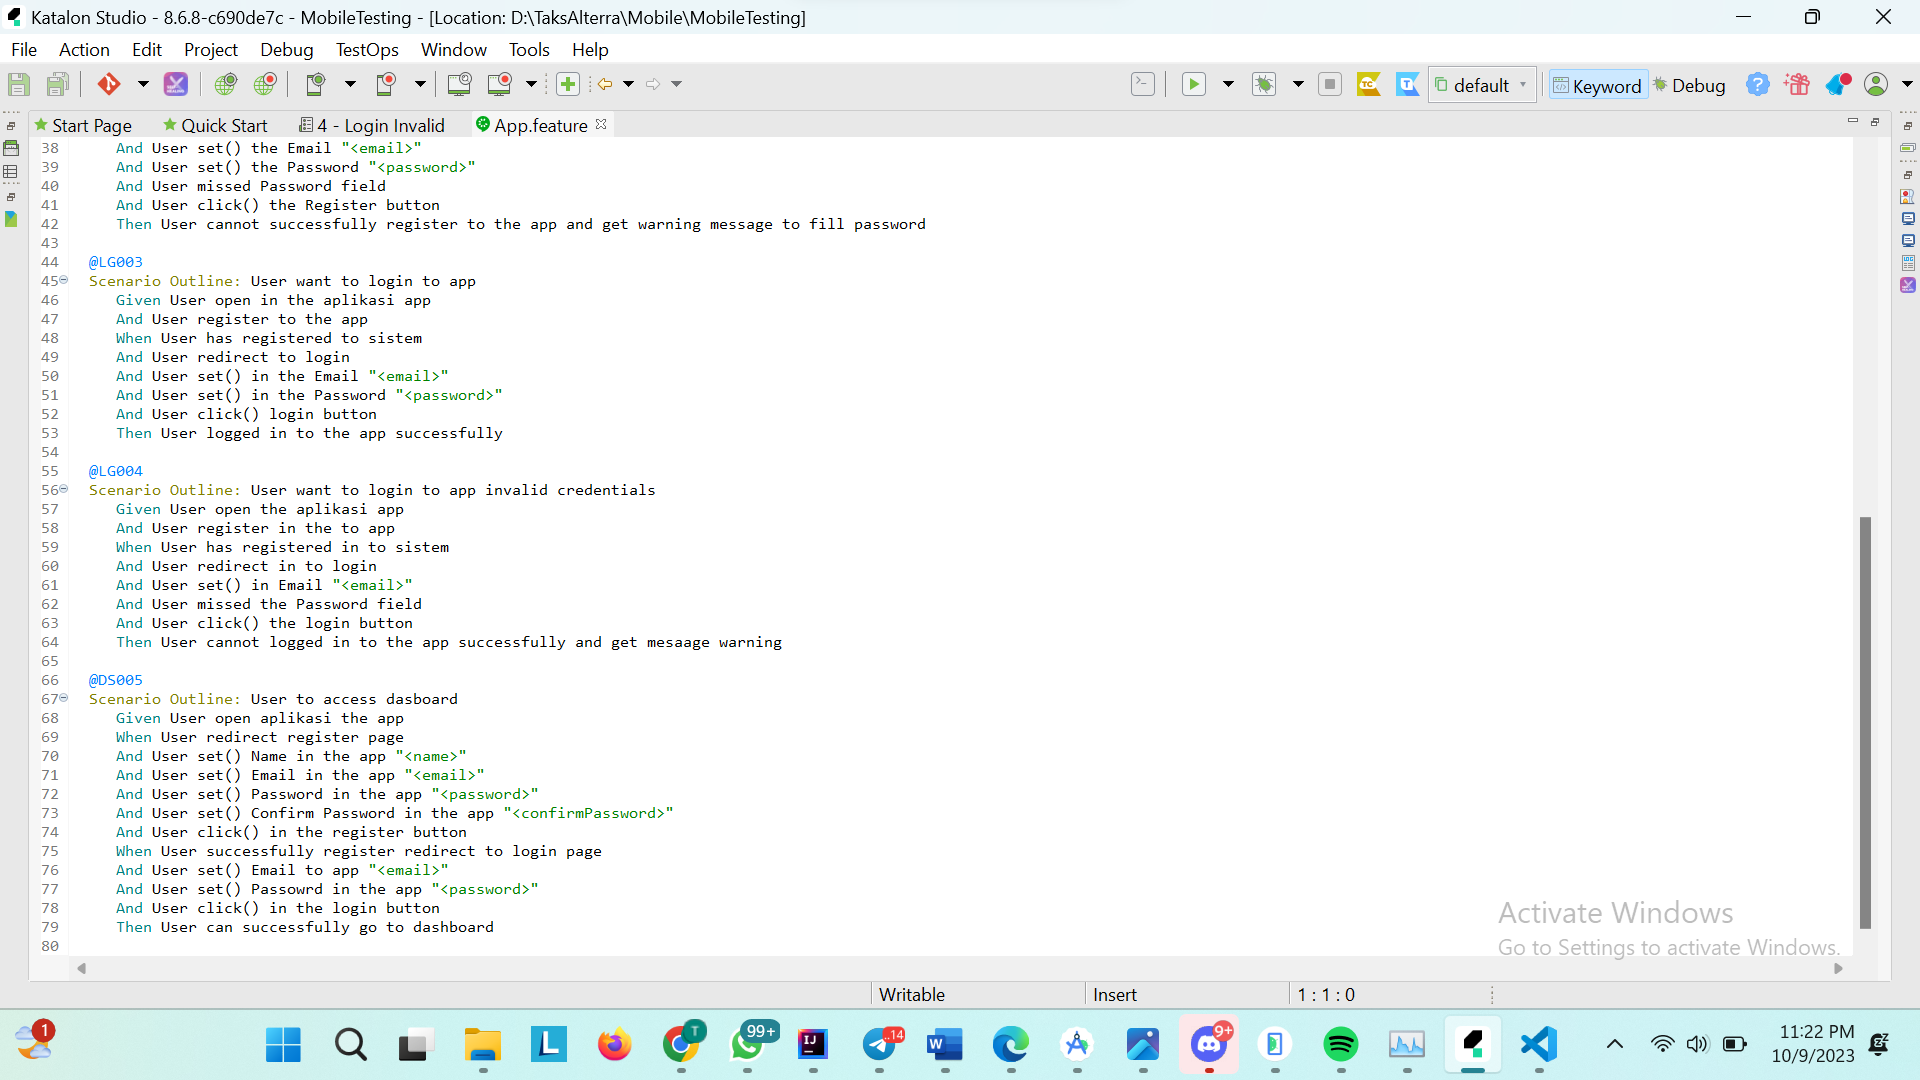 Katalon Studio - 8.6.8-c690de7c - MobileTesting - [Location: D:\TaksAlterra\Mobile\MobileTesting]
File Action Edit Project Debug TestOps Window Tools Help
default Keyword Debug
Start Page Quick Start 4 - Login Invalid App.feature
38 And User set() the Email "<email>"
39 And User set() the Password "<password>"
40 And User missed Password field
41 And User click() the Register button
42 Then User cannot successfully register to the app and get warning message to fill password
43
44 @LG003
45 Scenario Outline: User want to login to app
46 Given User open in the aplikasi app
47 And User register to the app
48 When User has registered to sistem
49 And User redirect to login
50 And User set() in the Email "<email>"
51 And User set() in the Password "<password>"
52 And User click() login button
53 Then User logged in to the app successfully
54
55 @LG004
56 Scenario Outline: User want to login to app invalid credentials
57 Given User open the aplikasi app
58 And User register in the to app
59 When User has registered in to sistem
60 And User redirect in to login
61 And User set() in Email "<email>"
62 And User missed the Password field
63 And User click() the login button
64 Then User cannot logged in to the app successfully and get mesaage warning
65
66 @DS005
67 Scenario Outline: User to access dasboard
68 Given User open aplikasi the app
69 When User redirect register page
70 And User set() Name in the app "<name>"
71 And User set() Email in the app "<email>"
72 And User set() Password in the app "<password>"
73 And User set() Confirm Password in the app "<confirmPassword>"
74 And User click() in the register button
75 When User successfully register redirect to login page
76 And User set() Email to app "<email>"
77 And User set() Passowrd in the app "<password>"
78 And User click() in the login button
79 Then User can successfully go to dashboard
80
Activate Windows
Go to Settings to activate Windows.
Writable Insert 1 : 1 : 0
1 L T 99+ IJ ..14 W 9+ 11:22 PM
10/9/2023